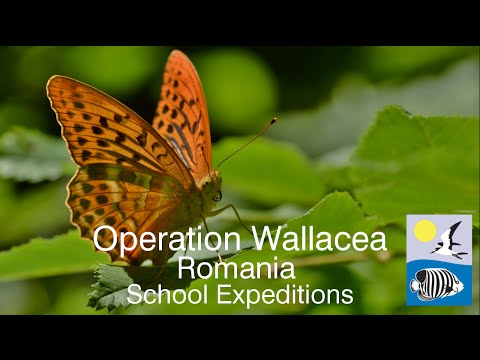 Operation Wallacea
Romania
School Expeditions